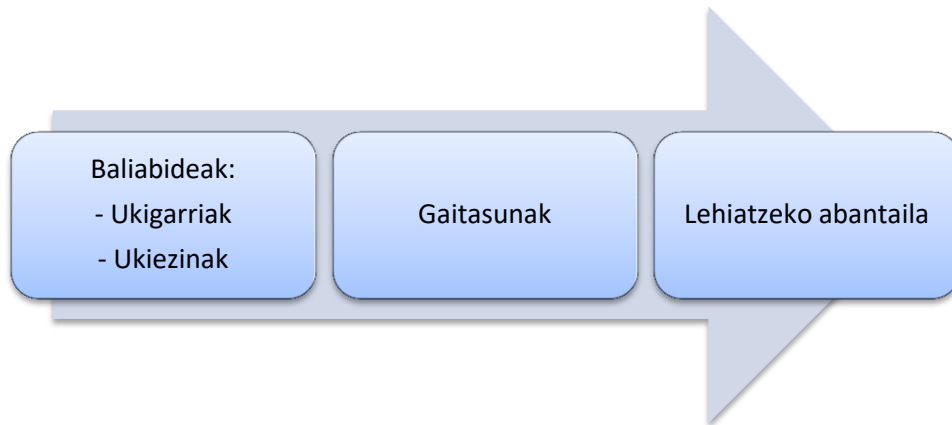 Baliabideak:
- Ukigarriak
- Ukiezinak
Gaitasunak
Lehiatzeko abantaila